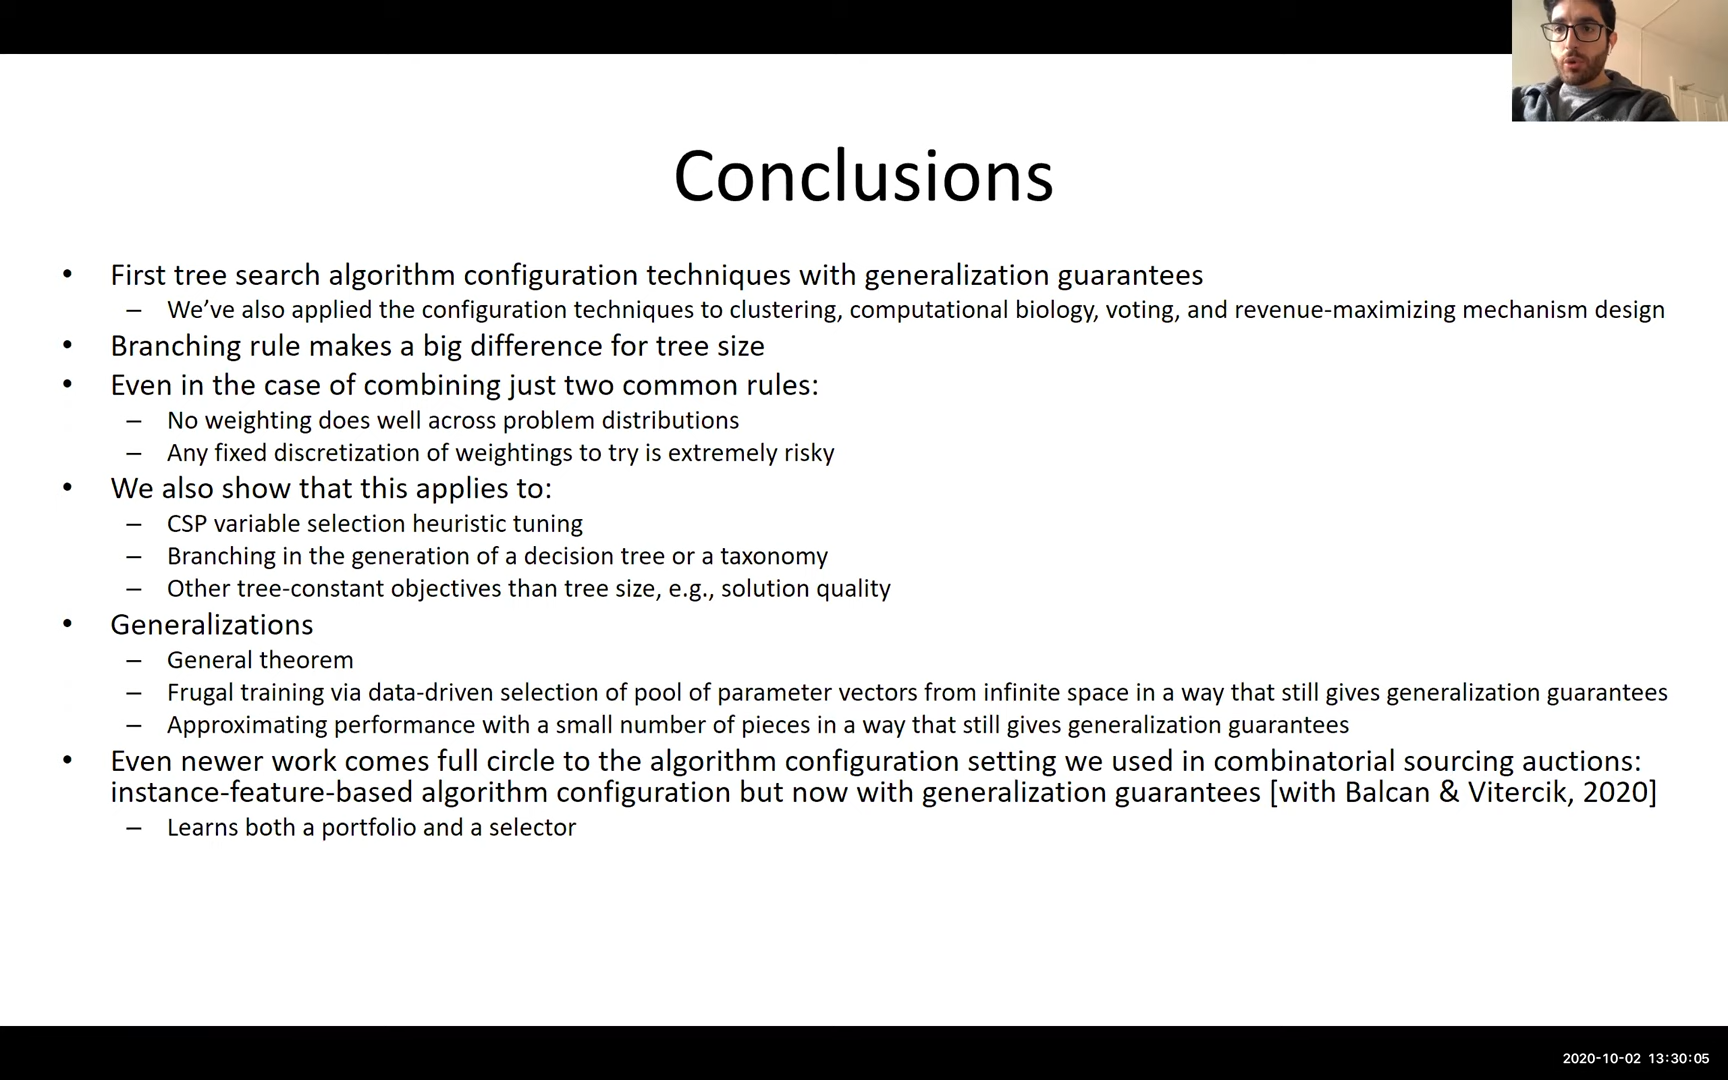 Conclusions
• First tree search algorithm configuration techniques with generalization guarantees
– We’ve also applied the configuration techniques to clustering, computational biology, voting, and revenue-maximizing mechanism design
• Branching rule makes a big difference for tree size
• Even in the case of combining just two common rules:
– No weighting does well across problem distributions
– Any fixed discretization of weightings to try is extremely risky
• We also show that this applies to:
– CSP variable selection heuristic tuning
– Branching in the generation of a decision tree or a taxonomy
– Other tree-constant objectives than tree size, e.g., solution quality
• Generalizations
– General theorem
– Frugal training via data-driven selection of pool of parameter vectors from infinite space in a way that still gives generalization guarantees
– Approximating performance with a small number of pieces in a way that still gives generalization guarantees
• Even newer work comes full circle to the algorithm configuration setting we used in combinatorial sourcing auctions:
instance-feature-based algorithm configuration but now with generalization guarantees [with Balcan & Vitercik, 2020]
– Learns both a portfolio and a selector
2020-10-02 13:30:05